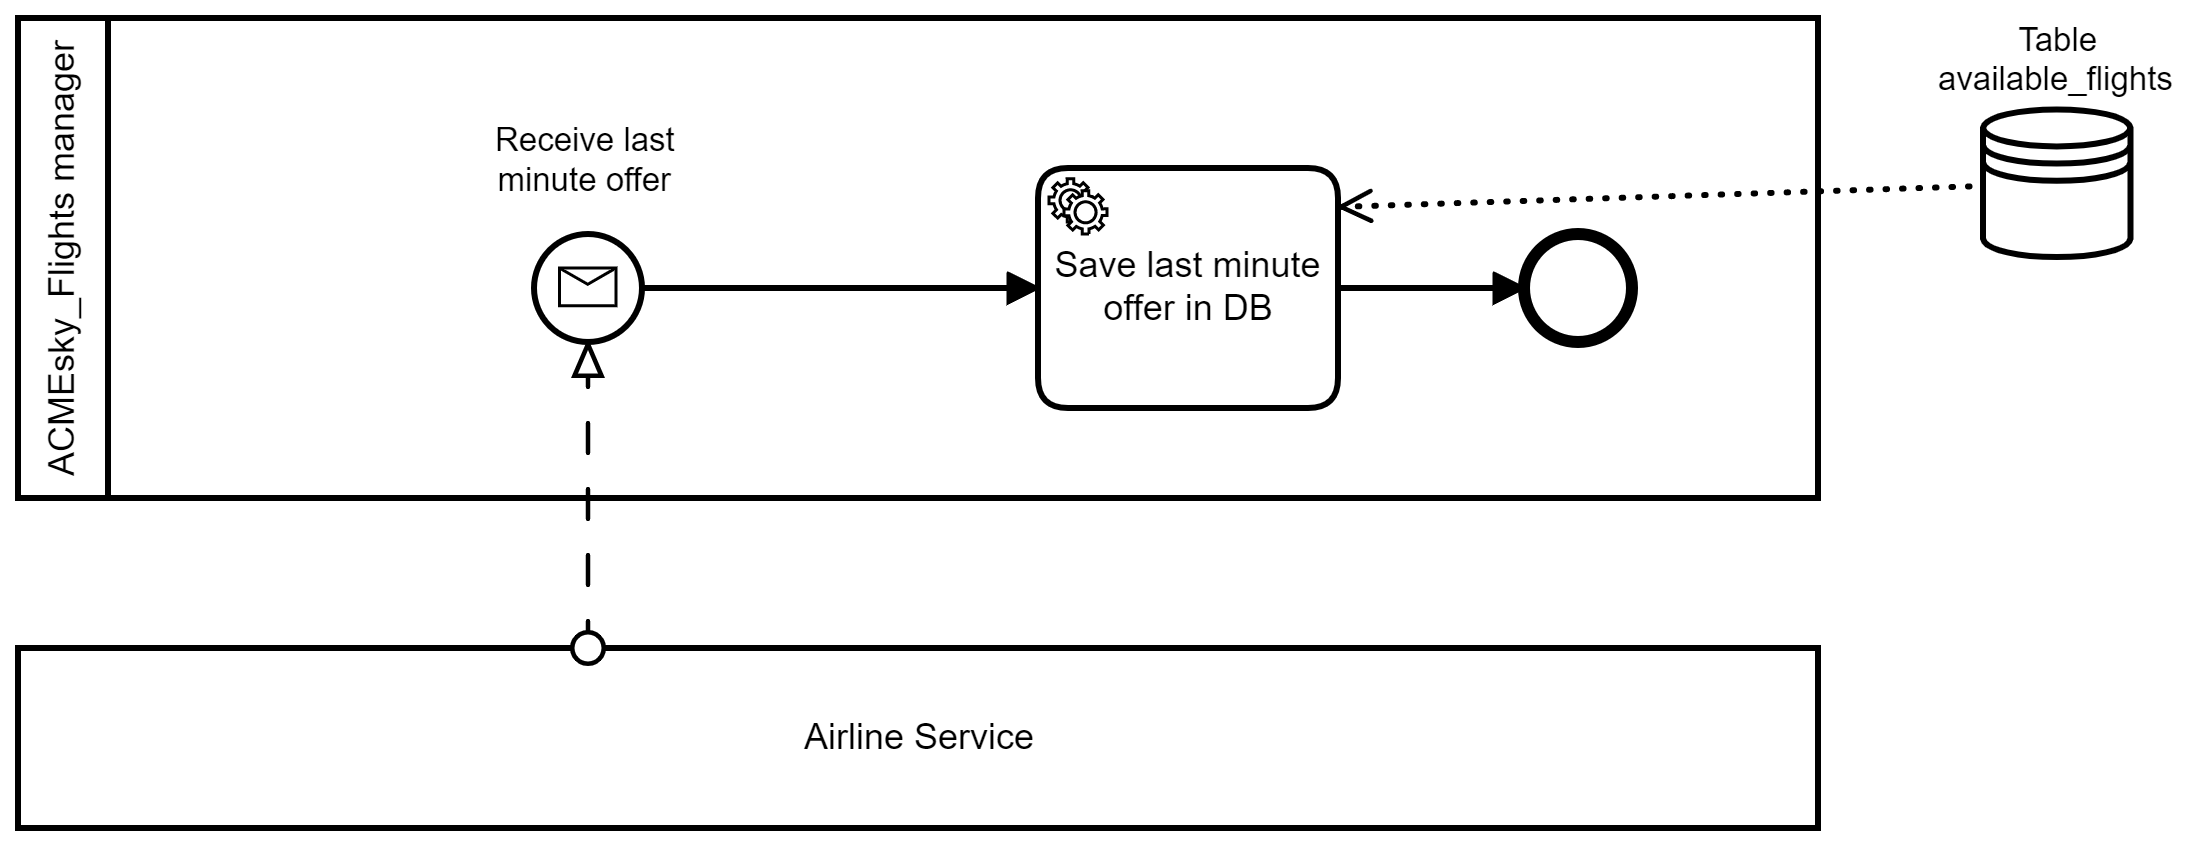 ACMEsky_Flights manager
Receive last
minute offer
Save last minute
offer in DB
Table
available_flights
Airline Service